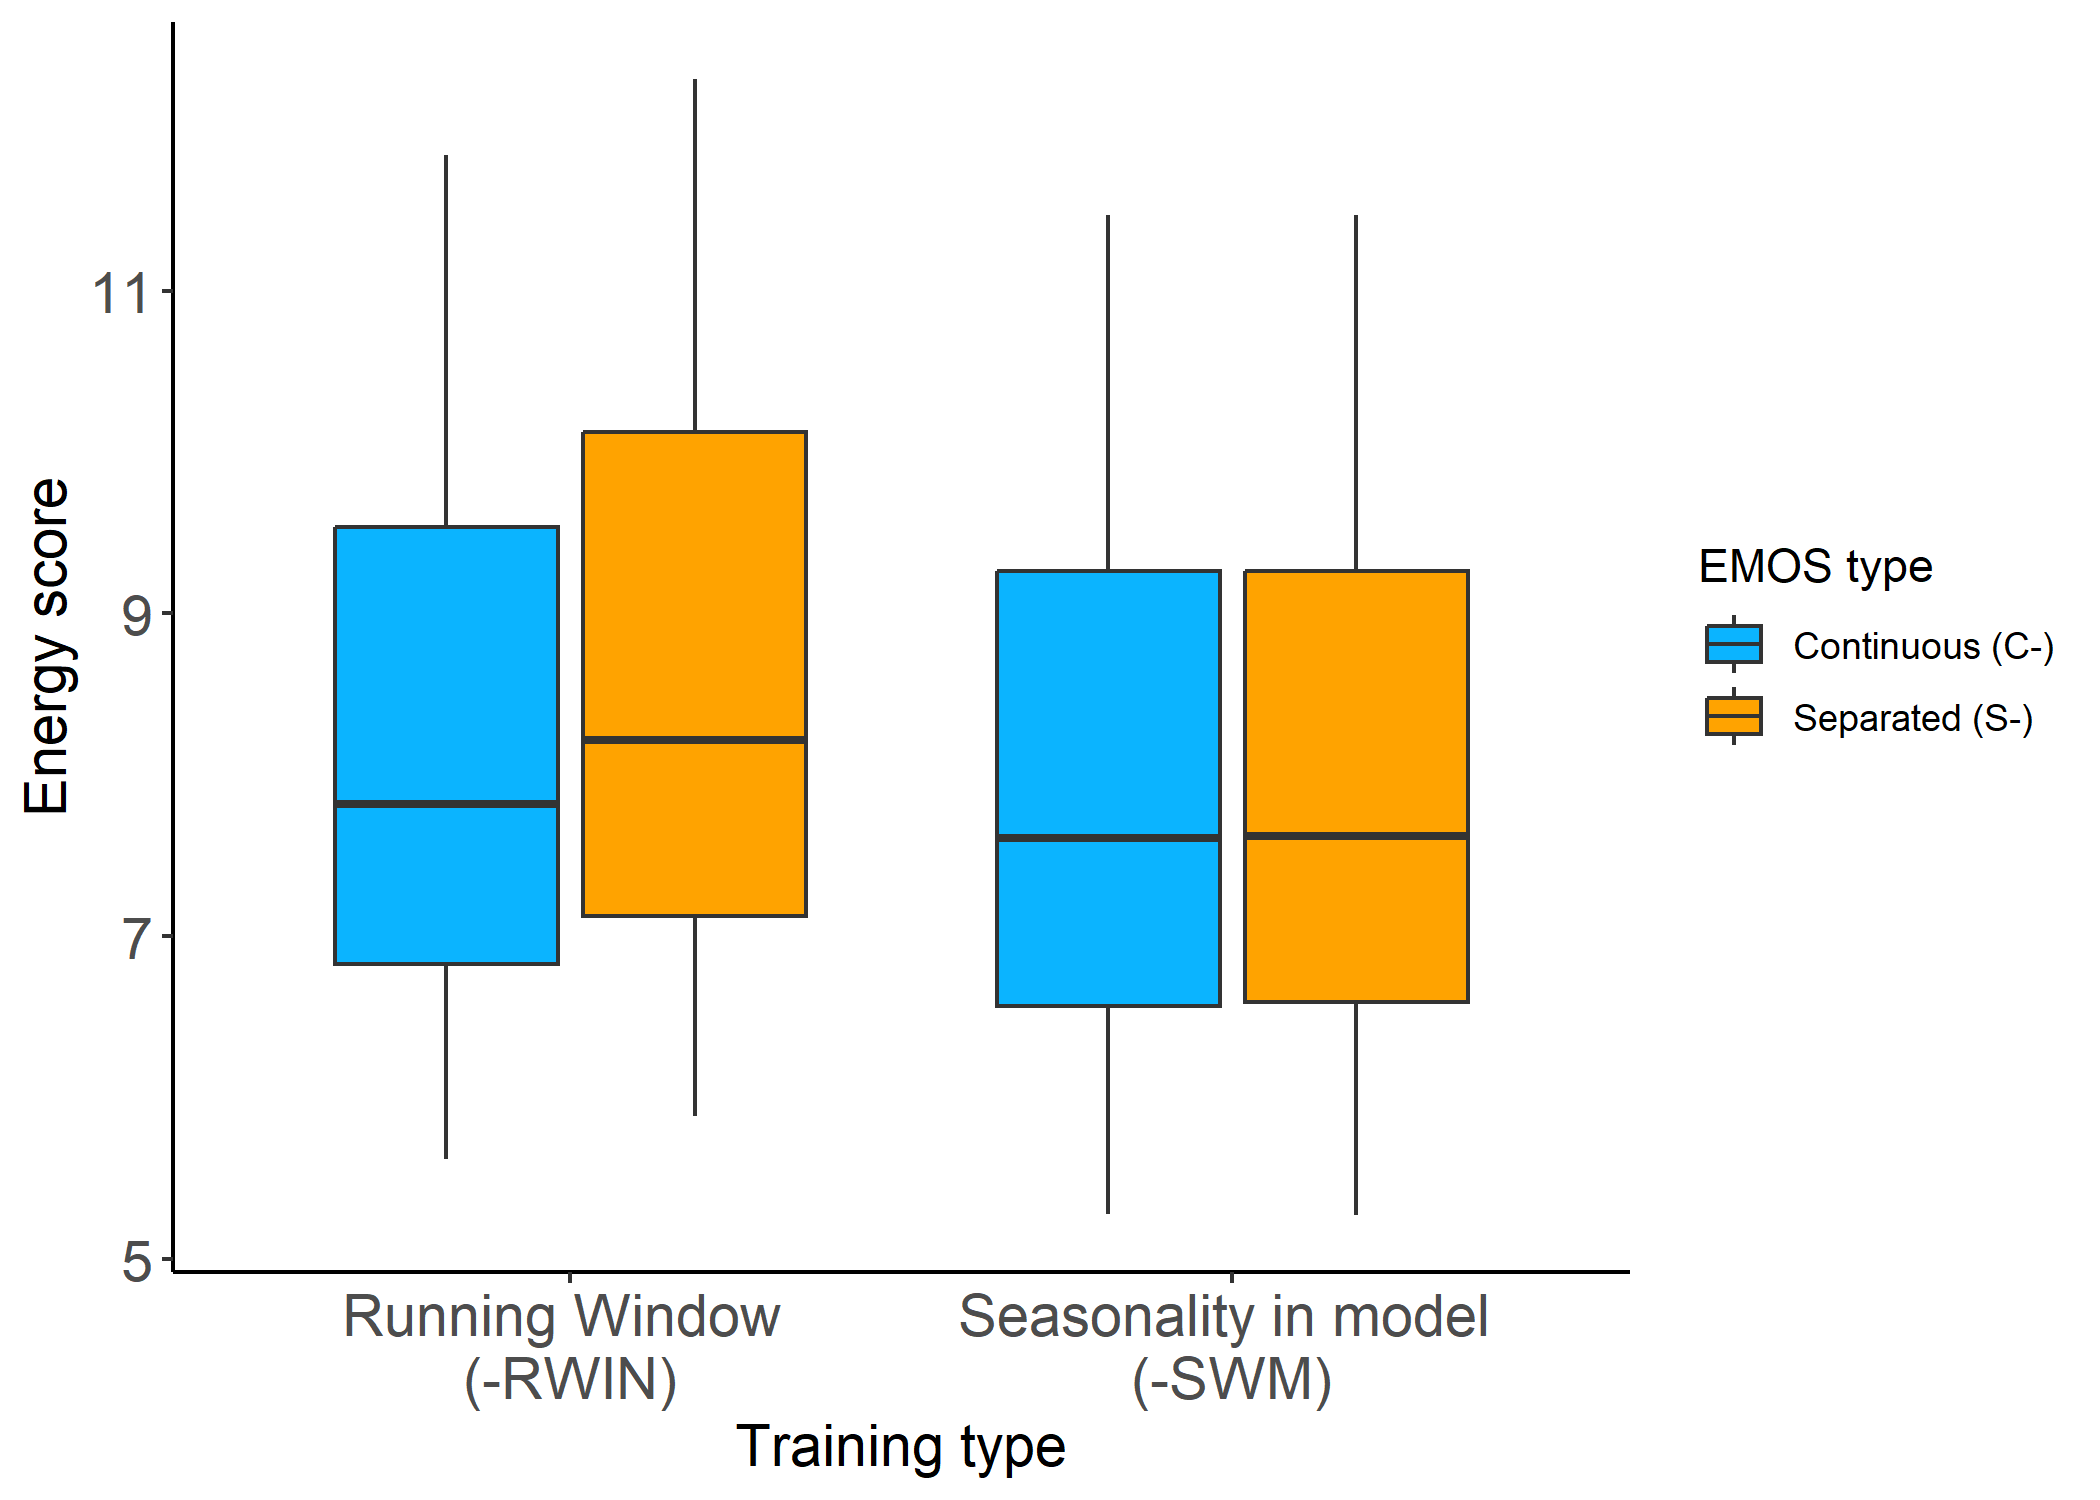 Energy score
11
9
7
5
Running Window
(-RWIN)
Seasonality in model
(-SWM)
Training type
EMOS type
Continuous (C-)
Separated (S-)